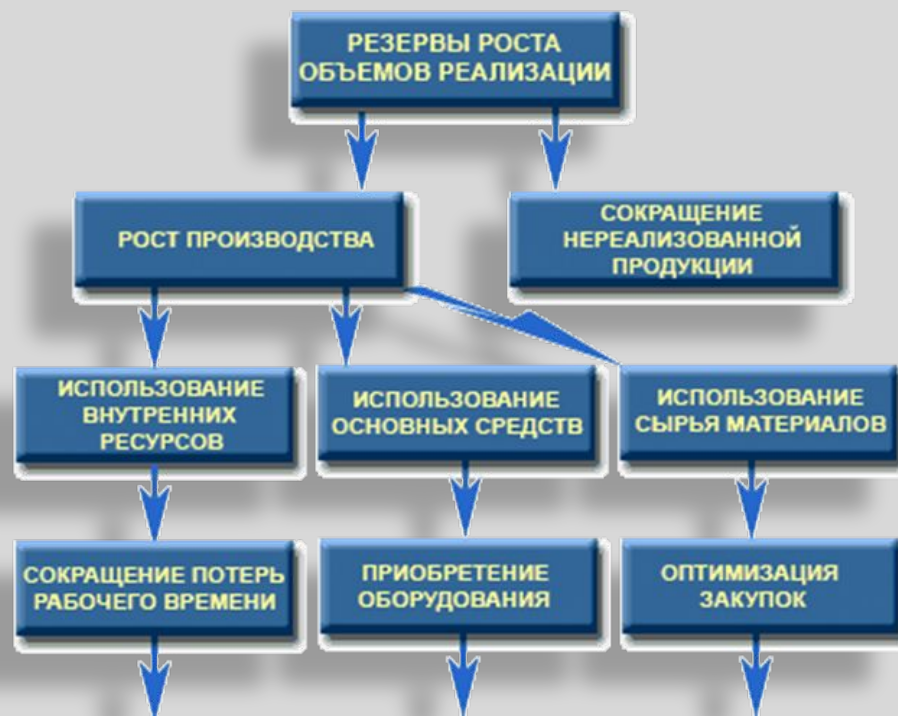 РЕЗЕРВЫ РОСТА
ОБЪЕМОВ РЕАЛИЗАЦИИ
РОСТ ПРОИЗВОДСТВА
СОКРАЩЕНИЕ
НЕРЕАЛИЗОВАННОЙ
ПРОДУКЦИИ
ИСПОЛЬЗОВАНИЕ
ВНУТРЕННИХ
РЕСУРСОВ
ИСПОЛЬЗОВАНИЕ
ОСНОВНЫХ СРЕДСТВ
ИСПОЛЬЗОВАНИЕ
СЫРЬЯ МАТЕРИАЛОВ
СОКРАЩЕНИЕ ПОТЕРЬ
РАБОЧЕГО ВРЕМЕНИ
ПРИОБРЕТЕНИЕ
ОБОРУДОВАНИЯ
ОПТИМИЗАЦИЯ
ЗАКУПОК